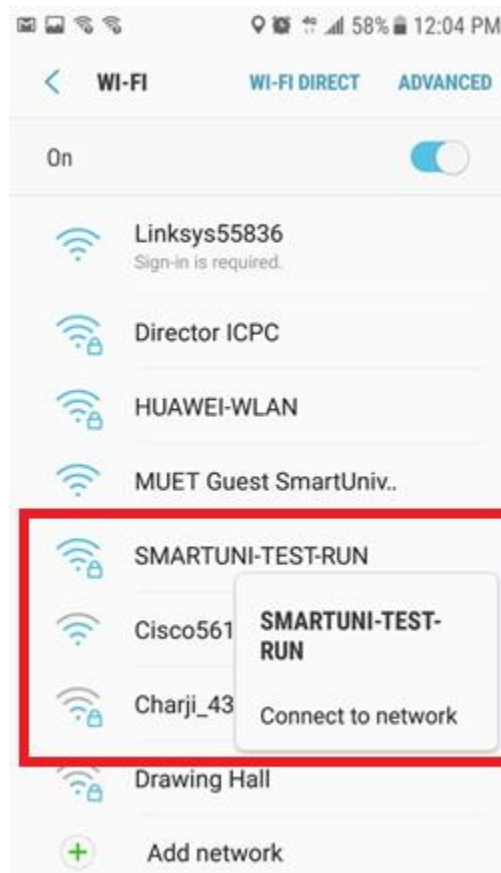 58% 12:04 PM
WI-FI WI-FI DIRECT ADVANCED
On
Linksys55836
Sign-in is required.
Director ICPC
HUAWEI-WLAN
MUET Guest SmartUniv..
SMARTUNI-TEST-RUN
Cisco561
Charji_43
SMARTUNI-TEST-
RUN
Connect to network
Drawing Hall
Add network